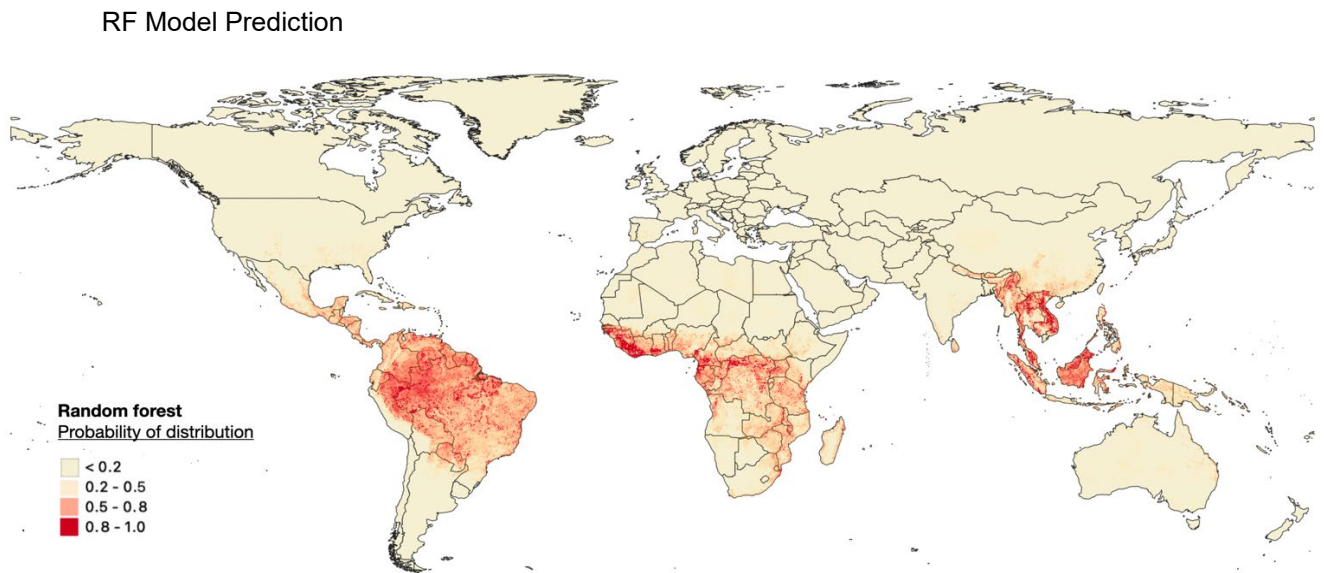 RF Model Prediction
Random forest
Probability of distribution
< 0.2
0.2 - 0.5
0.5 - 0.8
0.8 - 1.0